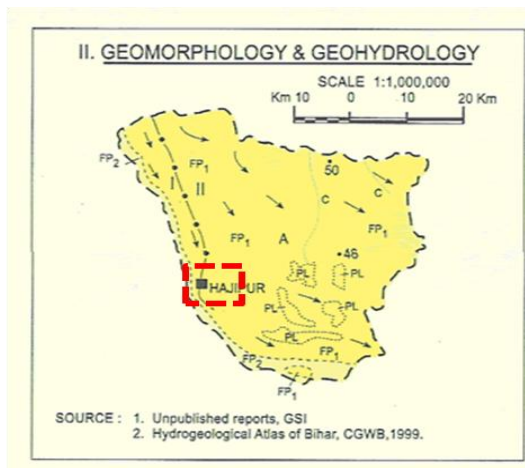 II. GEOMORPHOLOGY & GEOHYDROLOGY
SCALE 1:1,000,000
Km 10 0 10 20 Km
FP2
FP1
50
I
II
C
C
FP1
FP1
FP1
A
46
PL
PL
HAJIPUR
PL
PL
PL
FP1
FP2
FP1
SOURCE : 1. Unpublished reports, GSI
2. Hydrogeological Atlas of Bihar, CGWB,1999.